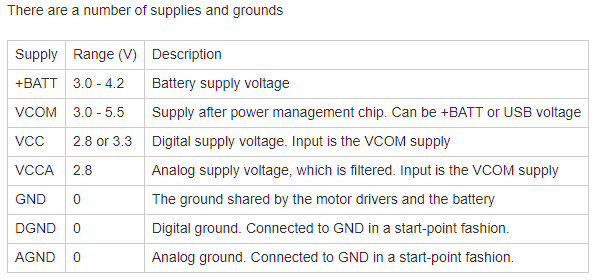 There are a number of supplies and grounds
Supply Range (V) Description
+BATT 3.0 - 4.2 Battery supply voltage
VCOM 3.0 - 5.5 Supply after power management chip. Can be +BATT or USB voltage
VCC 2.8 or 3.3 Digital supply voltage. Input is the VCOM supply
VCCA 2.8 Analog supply voltage, which is filtered. Input is the VCOM supply
GND 0 The ground shared by the motor drivers and the battery
DGND 0 Digital ground. Connected to GND in a start-point fashion.
AGND 0 Analog ground. Connected to GND in a start-point fashion.